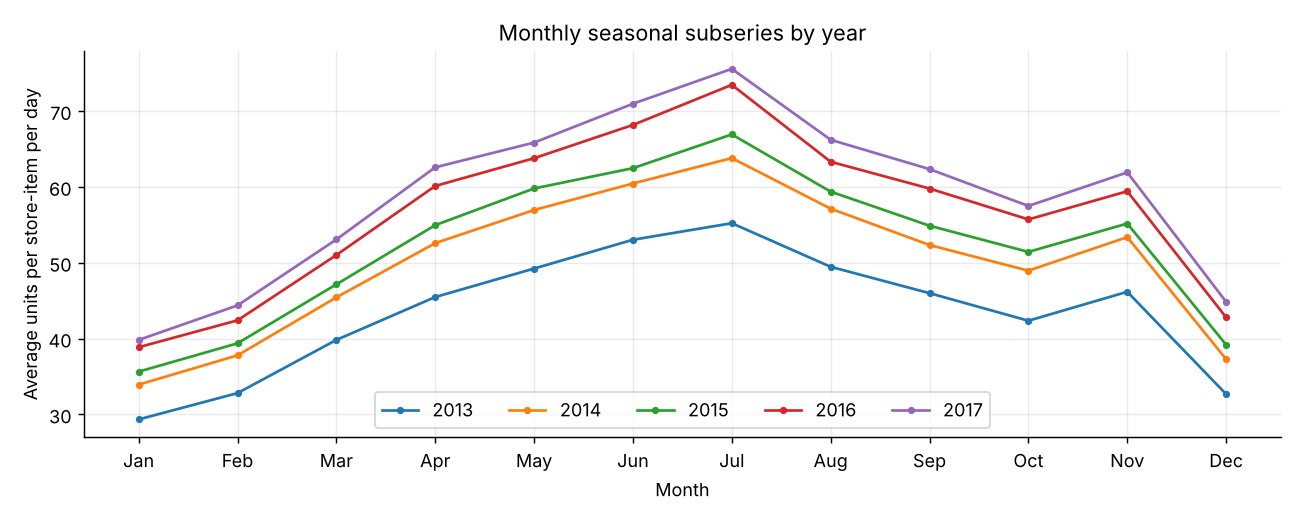 Monthly seasonal subseries by year
Average units per store-item per day
70
60
50
40
30
2013 2014 2015 2016 2017
Jan Feb Mar Apr May Jun Jul Aug Sep Oct Nov Dec
Month